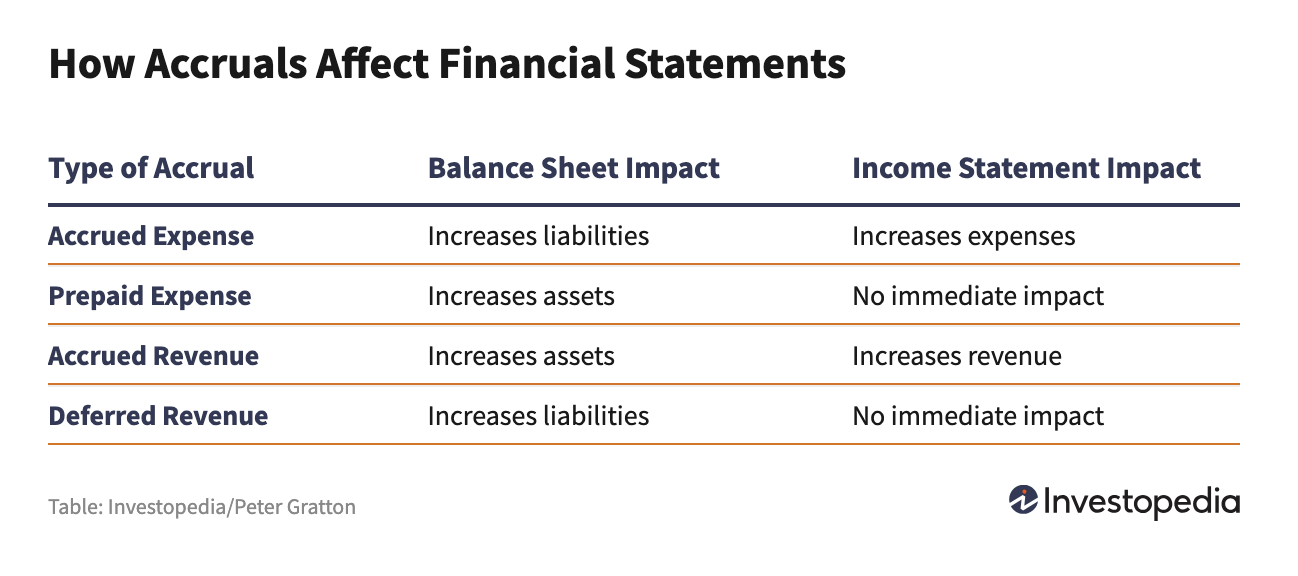 How Accruals Affect Financial Statements
Type of Accrual Balance Sheet Impact Income Statement Impact
Accrued Expense Increases liabilities Increases expenses
Prepaid Expense Increases assets No immediate impact
Accrued Revenue Increases assets Increases revenue
Deferred Revenue Increases liabilities No immediate impact
Table: Investopedia/Peter Gratton
Investopedia